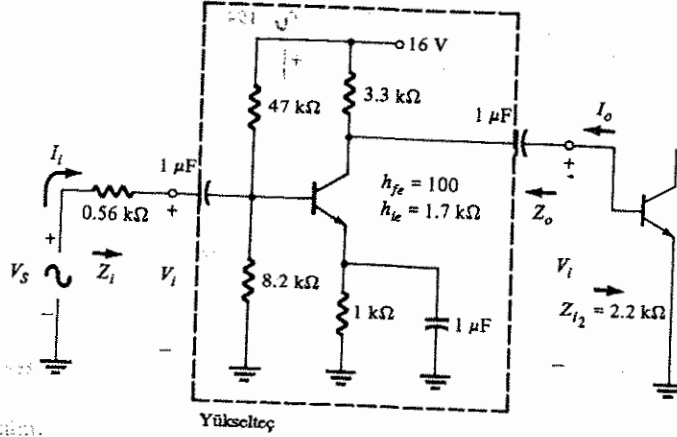 16 V
47 kΩ
3.3 kΩ
1 µF
I_o
I_i
1 µF
+
−
h_fe = 100
h_ie = 1.7 kΩ
0.56 kΩ
+
Z_o
+
V_S
Z_i
V_i
8.2 kΩ
1 kΩ
1 µF
V_i
Z_i2 = 2.2 kΩ
−
−
−
Yükselteç